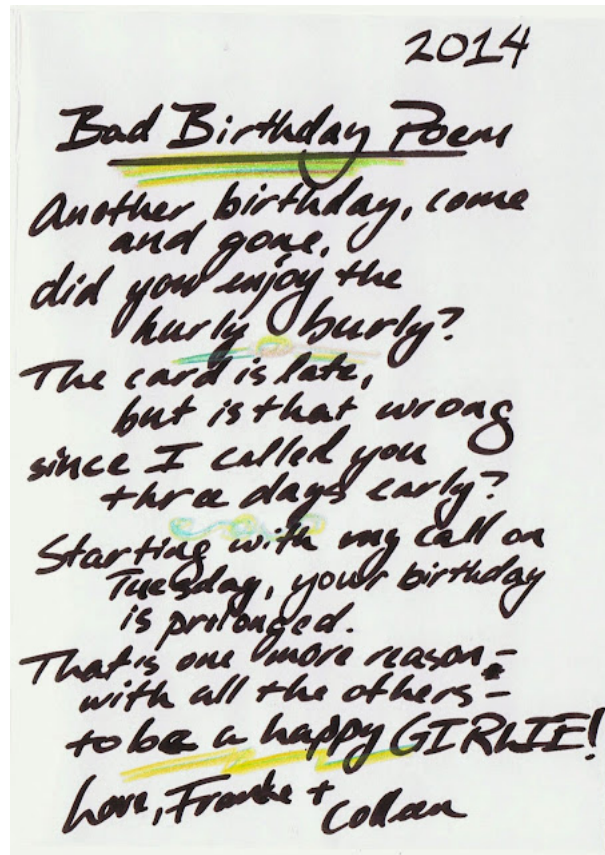 2014
Bad Birthday Poem
Another birthday, come
and gone,
did you enjoy the
hurly burly?
The card is late,
but is that wrong
since I called you
three days early?
Starting with my call on
Tuesday, your birthday
is prolonged.
That is one more reason -
with all the others* -
to be a happy GIRLIE!
Love, Franke +
Colleen